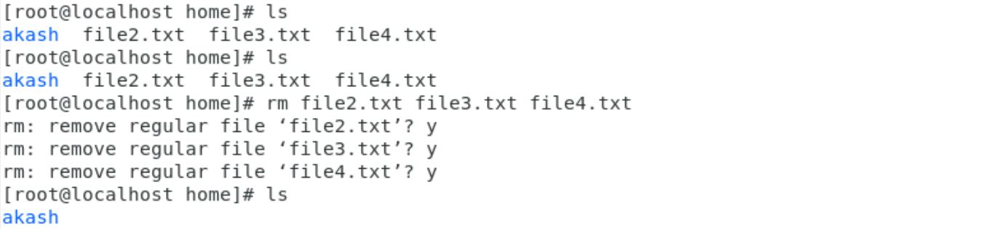 [root@localhost home]# ls
akash  file2.txt  file3.txt  file4.txt
[root@localhost home]# ls
akash  file2.txt  file3.txt  file4.txt
[root@localhost home]# rm file2.txt file3.txt file4.txt
rm: remove regular file ‘file2.txt’? y
rm: remove regular file ‘file3.txt’? y
rm: remove regular file ‘file4.txt’? y
[root@localhost home]# ls
akash